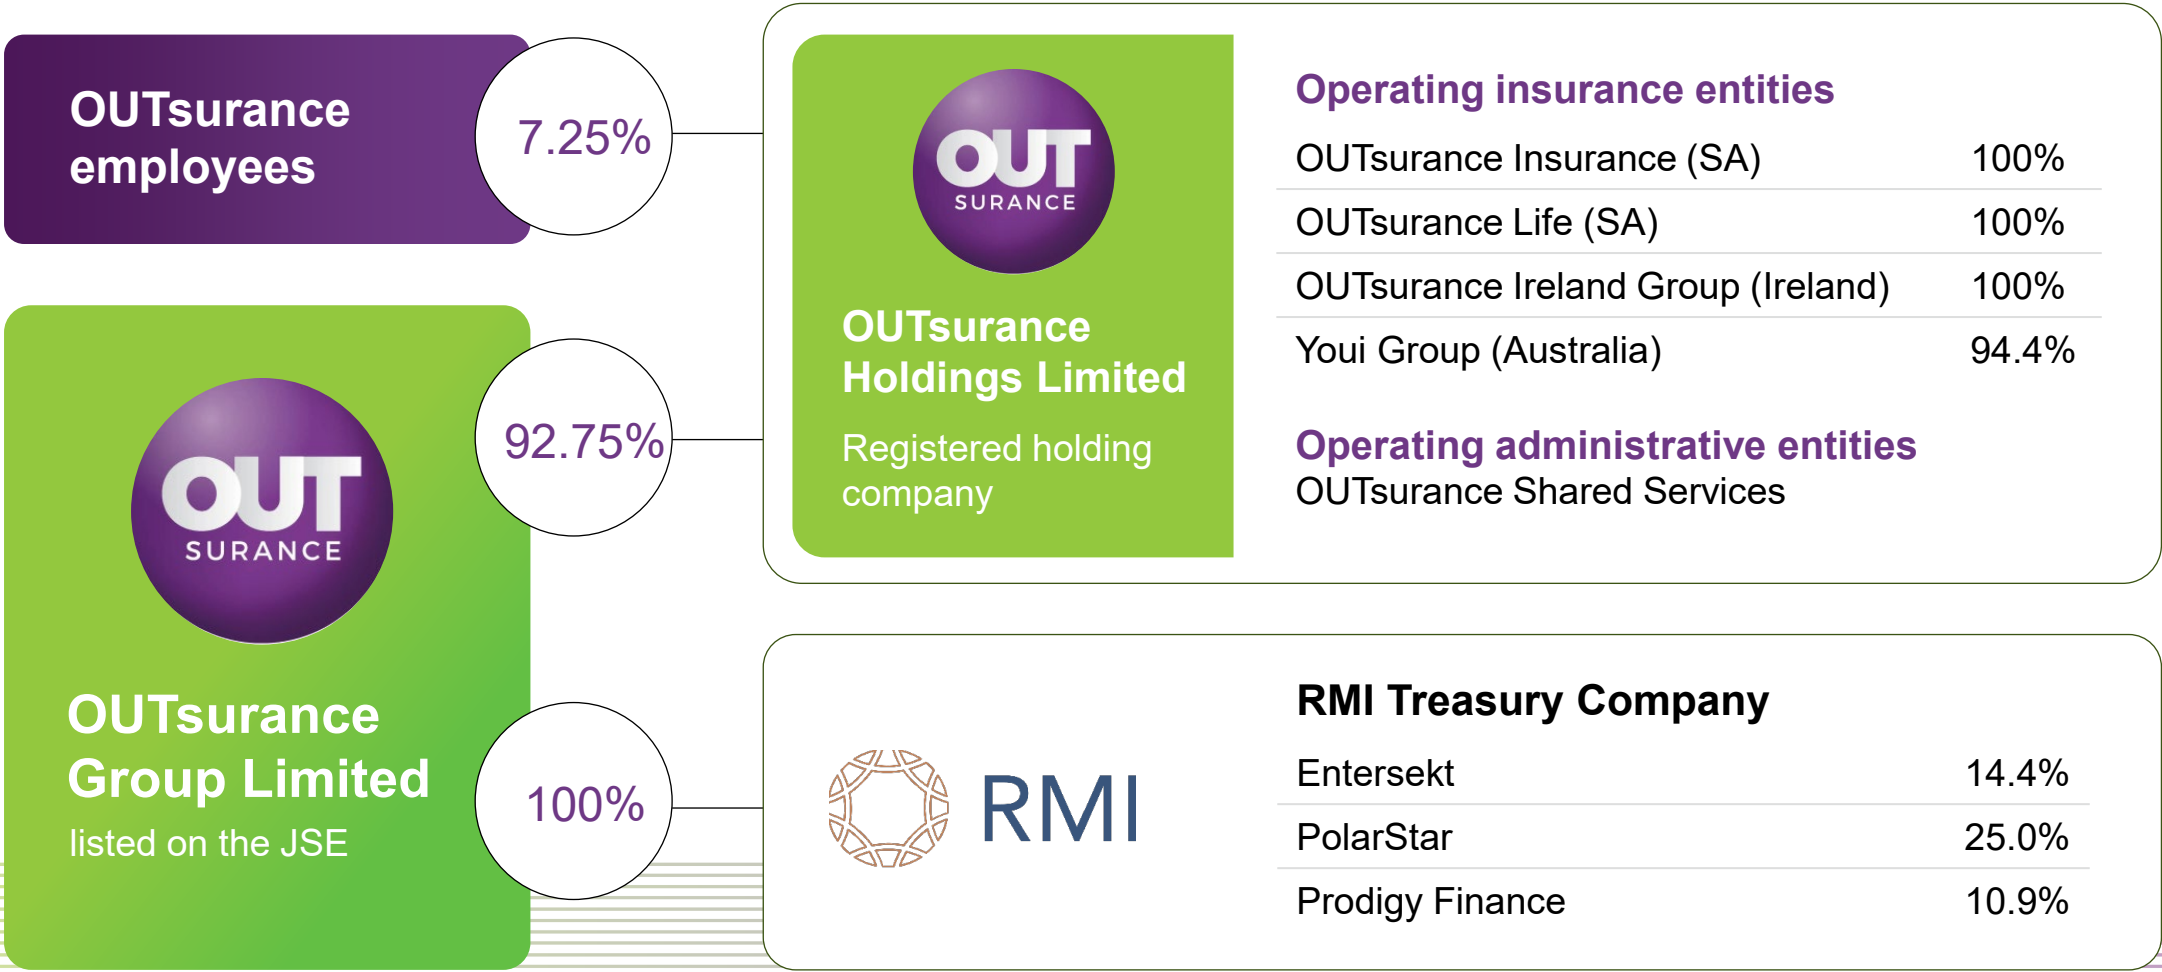 OUTsurance
employees
7.25%
OUT
SURANCE
OUTsurance
Group Limited
listed on the JSE
92.75%
100%
OUT
SURANCE
OUTsurance
Holdings Limited
Registered holding
company
Operating insurance entities
OUTsurance Insurance (SA) 100%
OUTsurance Life (SA) 100%
OUTsurance Ireland Group (Ireland) 100%
Youi Group (Australia) 94.4%
Operating administrative entities
OUTsurance Shared Services
RMI
RMI Treasury Company
Entersekt 14.4%
PolarStar 25.0%
Prodigy Finance 10.9%